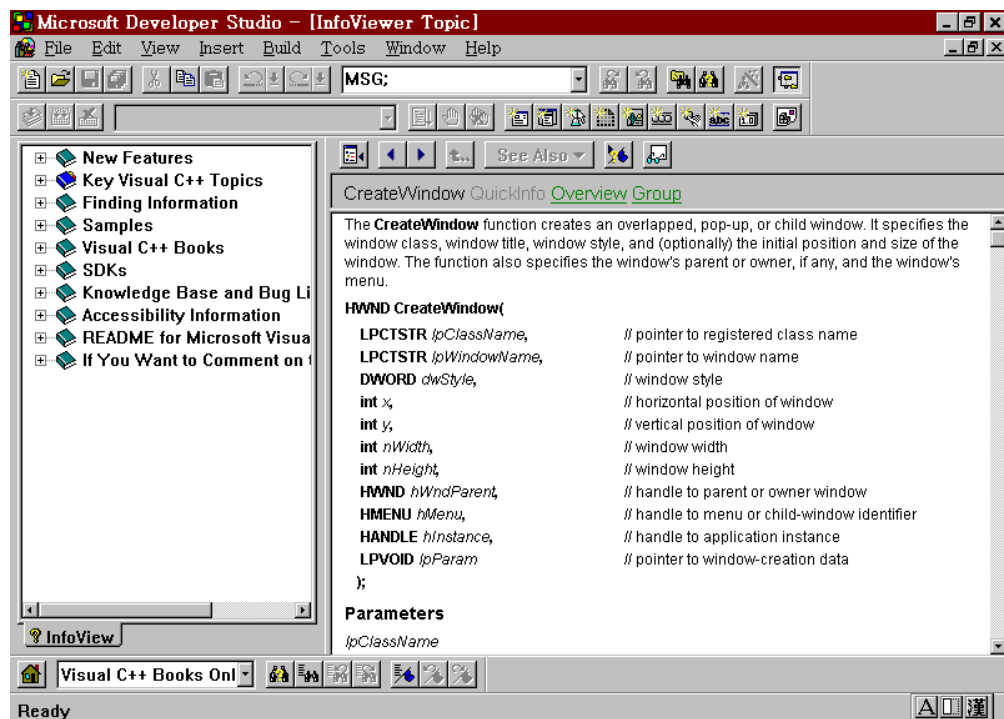 Microsoft Developer Studio - [InfoViewer Topic]
File Edit View Insert Build Tools Window Help
MSG;
New Features
Key Visual C++ Topics
Finding Information
Samples
Visual C++ Books
SDKs
Knowledge Base and Bug Li
Accessibility Information
README for Microsoft Visua
If You Want to Comment on t
InfoView
See Also
CreateWindow QuickInfo Overview Group
The CreateWindow function creates an overlapped, pop-up, or child window. It specifies the
window class, window title, window style, and (optionally) the initial position and size of the
window. The function also specifies the window's parent or owner, if any, and the window's
menu.
HWND CreateWindow(
LPCTSTR lpClassName, // pointer to registered class name
LPCTSTR lpWindowName, // pointer to window name
DWORD dwStyle, // window style
int x, // horizontal position of window
int y, // vertical position of window
int nWidth, // window width
int nHeight, // window height
HWND hWndParent, // handle to parent or owner window
HMENU hMenu, // handle to menu or child-window identifier
HANDLE hInstance, // handle to application instance
LPVOID lpParam // pointer to window-creation data
);
Parameters
lpClassName
Visual C++ Books Onl
Ready
A 漢